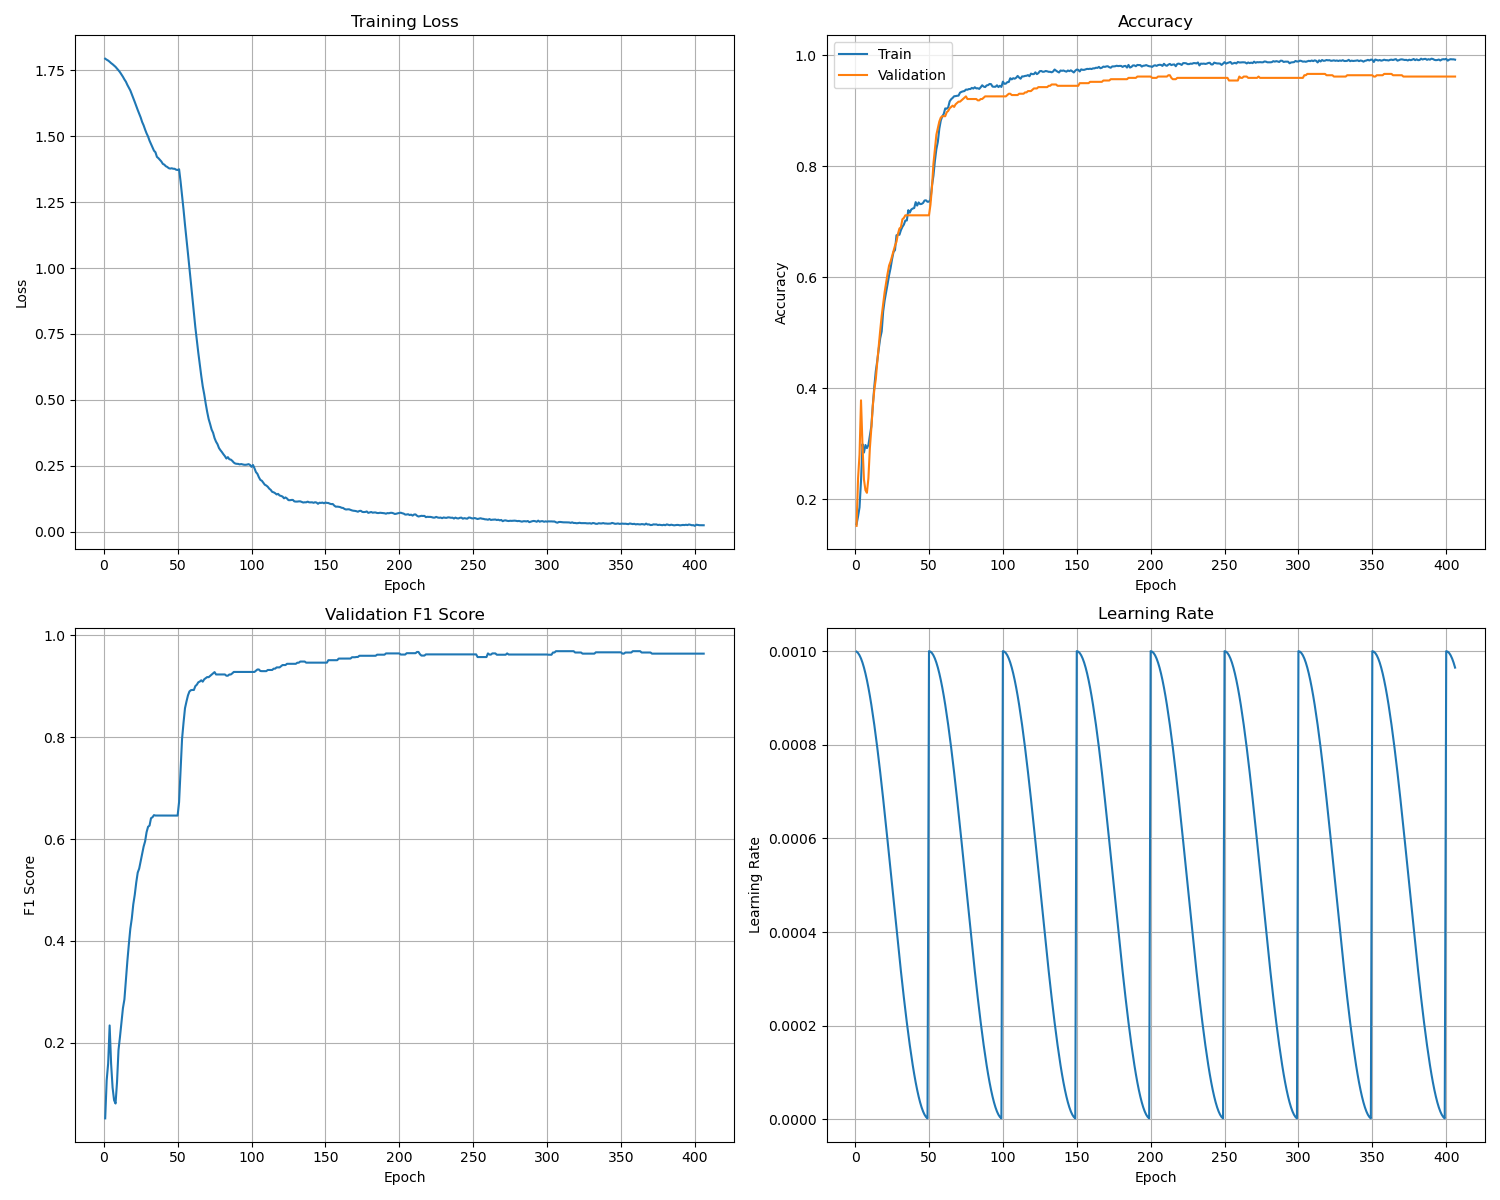 Training Loss
1.75
1.50
1.25
1.00
0.75
0.50
0.25
0.00
Loss
0 50 100 150 200 250 300 350 400
Epoch
Accuracy
Train
Validation
1.0
0.8
0.6
0.4
0.2
Accuracy
0 50 100 150 200 250 300 350 400
Epoch
Validation F1 Score
1.0
0.8
0.6
0.4
0.2
F1 Score
0 50 100 150 200 250 300 350 400
Epoch
Learning Rate
0.0010
0.0008
0.0006
0.0004
0.0002
0.0000
Learning Rate
0 50 100 150 200 250 300 350 400
Epoch